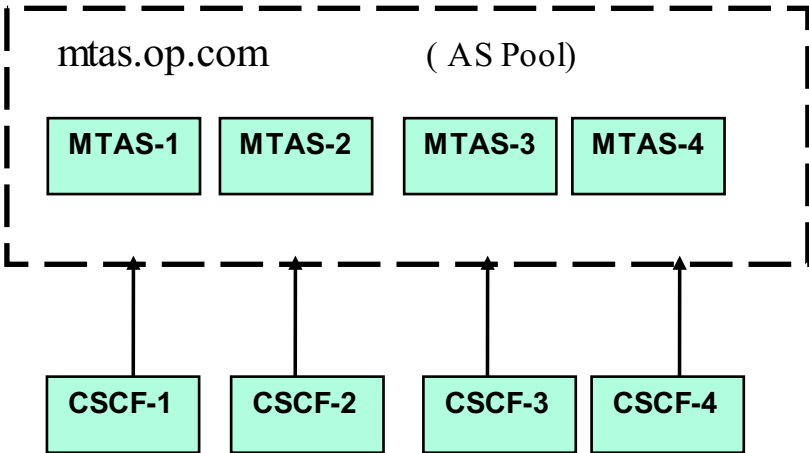 mtas.op.com ( AS Pool)
MTAS-1 MTAS-2 MTAS-3 MTAS-4
CSCF-1 CSCF-2 CSCF-3 CSCF-4